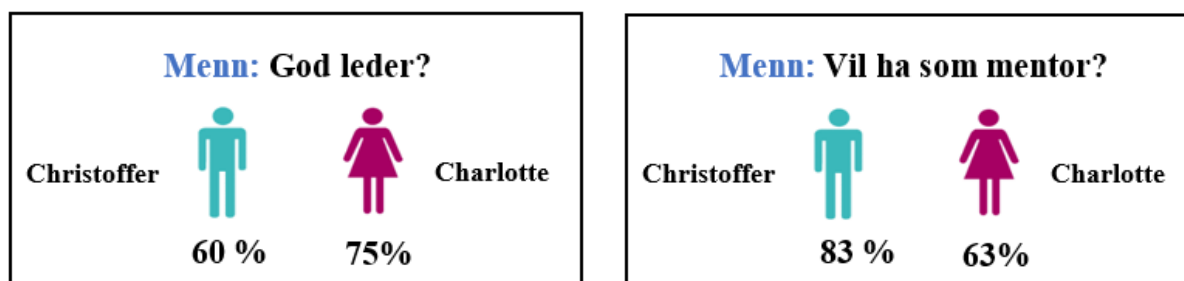 Menn: God leder?
Christoffer
Charlotte
60 %
75%
Menn: Vil ha som mentor?
Christoffer
Charlotte
83 %
63%